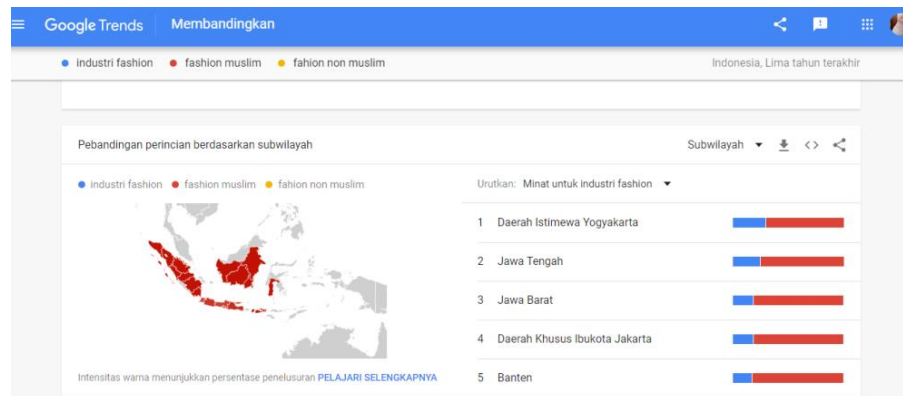 Google Trends Membandingkan
industri fashion fashion muslim fahion non muslim Indonesia, Lima tahun terakhir
Pebandingan perincian berdasarkan subwilayah Subwilayah
industri fashion fashion muslim fahion non muslim
Urutkan: Minat untuk industri fashion
1 Daerah Istimewa Yogyakarta
2 Jawa Tengah
3 Jawa Barat
4 Daerah Khusus Ibukota Jakarta
5 Banten
Intensitas warna menunjukkan persentase penelusuran PELAJARI SELENGKAPNYA